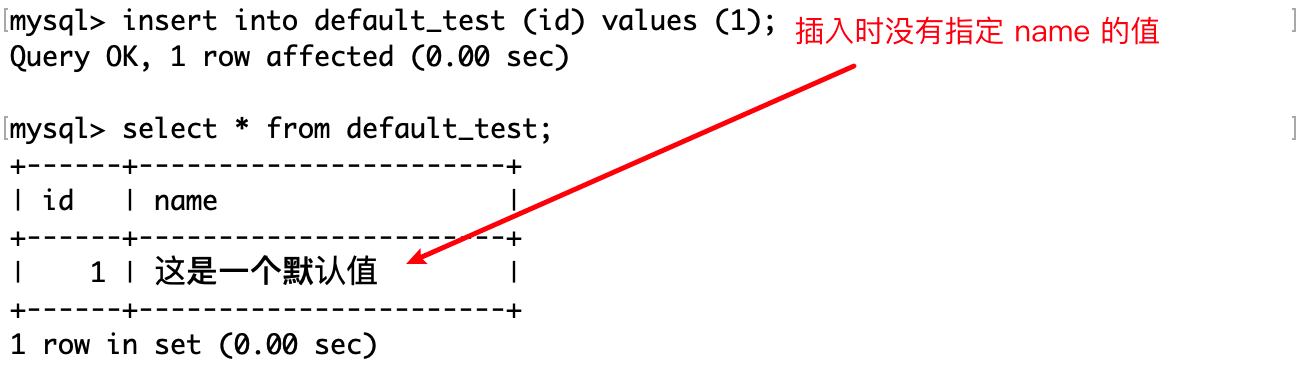 mysql> insert into default_test (id) values (1); 插入时没有指定 name 的值
Query OK, 1 row affected (0.00 sec)
mysql> select * from default_test;
+------+-----------------------+
| id   | name                  |
+------+-----------------------+
|    1 | 这是一个默认值        |
+------+-----------------------+
1 row in set (0.00 sec)